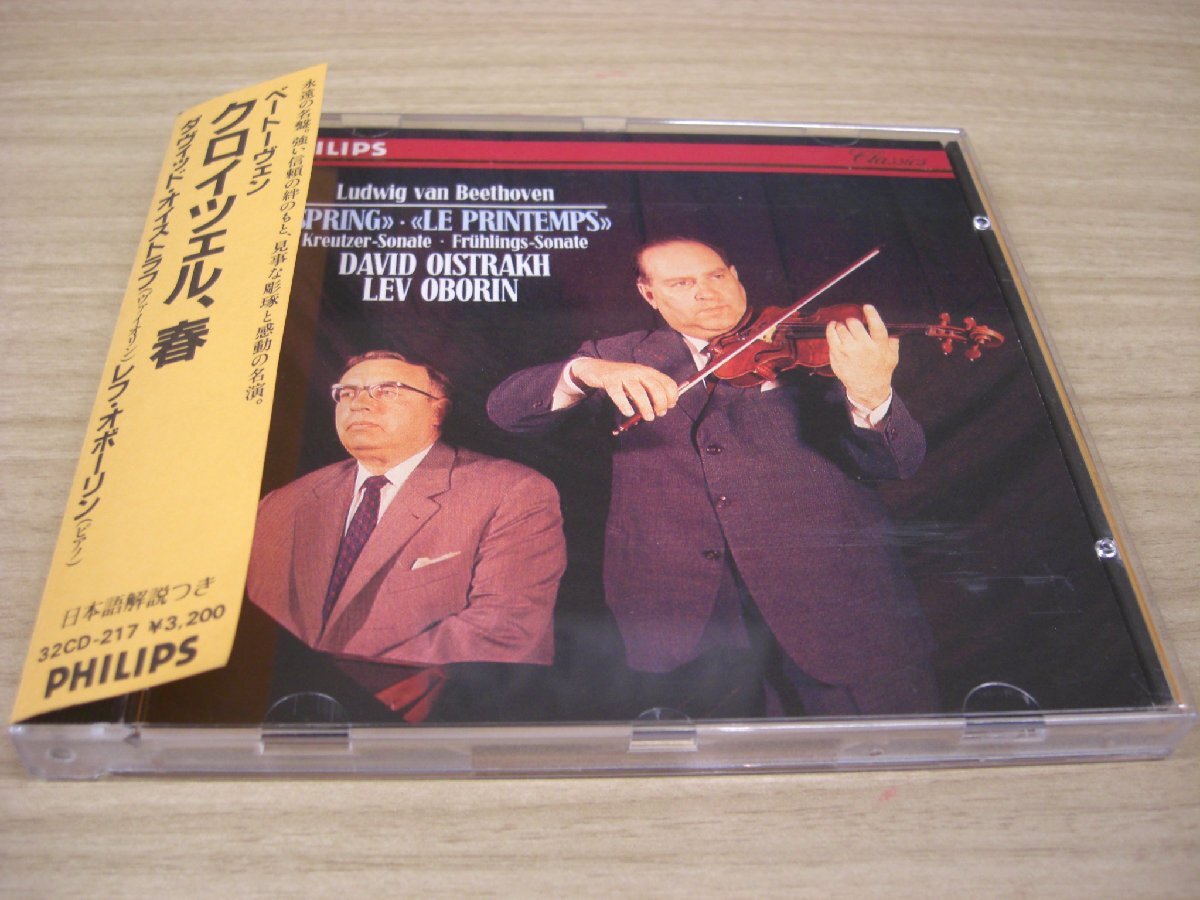 永遠の名盤。強い信頼の絆のもと、見事な彫琢と感動の名演。
ベートーヴェン
クロイツェル、春
ダヴィッド・オイストラフ(ヴァイオリン) レフ・オボーリン(ピアノ)
日本語解説つき
32CD-217 ¥3,200
PHILIPS
ILIPS
Classics
Ludwig van Beethoven
SPRING» · «LE PRINTEMPS»
Kreutzer-Sonate · Frühlings-Sonate
DAVID OISTRAKH
LEV OBORIN